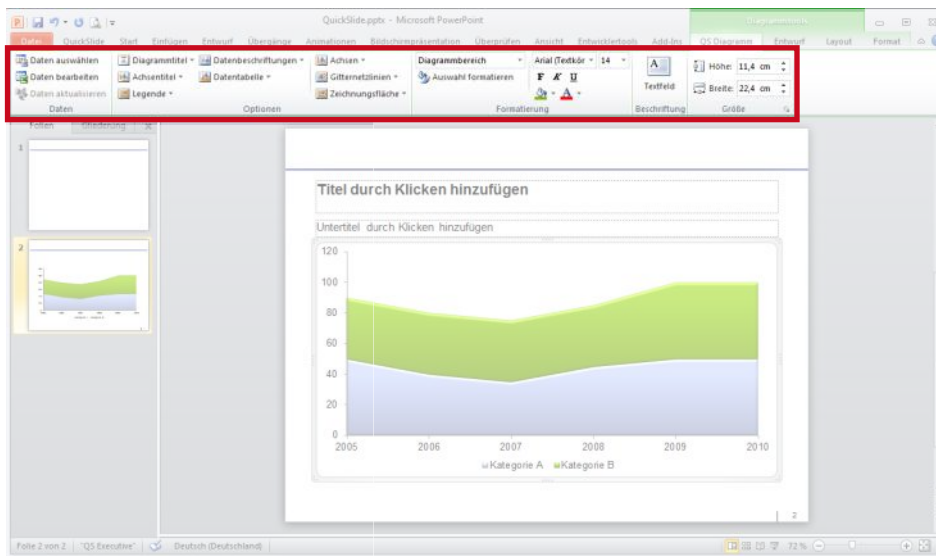 QuickSlide.pptx - Microsoft PowerPoint
Diagrammtools
Datei QuickSlide Start Einfügen Entwurf Übergänge Animationen Bildschirmpräsentation Überprüfen Ansicht Entwicklertools Add-Ins QS Diagramm Entwurf Layout Format
Daten auswählen Diagrammtitel Datenbeschriftungen Achsen Diagrammbereich Arial (Textkör 14 A Höhe: 11,4 cm
Daten bearbeiten Achsentitel Datentabelle Gitternetzlinien Auswahl formatieren F K U Textfeld Breite: 22,4 cm
Daten aktualisieren Legende Zeichnungsfläche A
Daten Optionen Formatierung Beschriftung Größe
Folien Gliederung x
1
2
Titel durch Klicken hinzufügen
Untertitel durch Klicken hinzufügen
120
100
80
60
40
20
0
2005 2006 2007 2008 2009 2010
Kategorie A Kategorie B
2
Folie 2 von 2 "QS Executive" Deutsch (Deutschland) 72 %